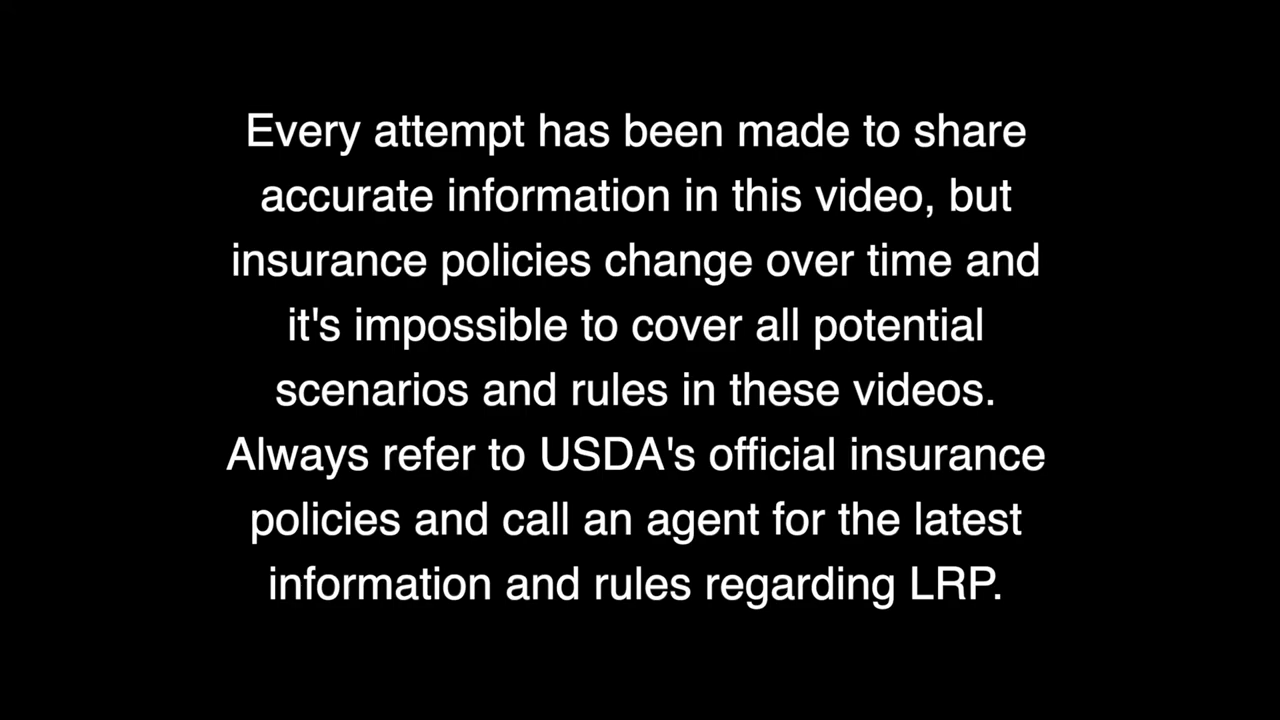 Every attempt has been made to share
accurate information in this video, but
insurance policies change over time and
it's impossible to cover all potential
scenarios and rules in these videos.
Always refer to USDA's official insurance
policies and call an agent for the latest
information and rules regarding LRP.